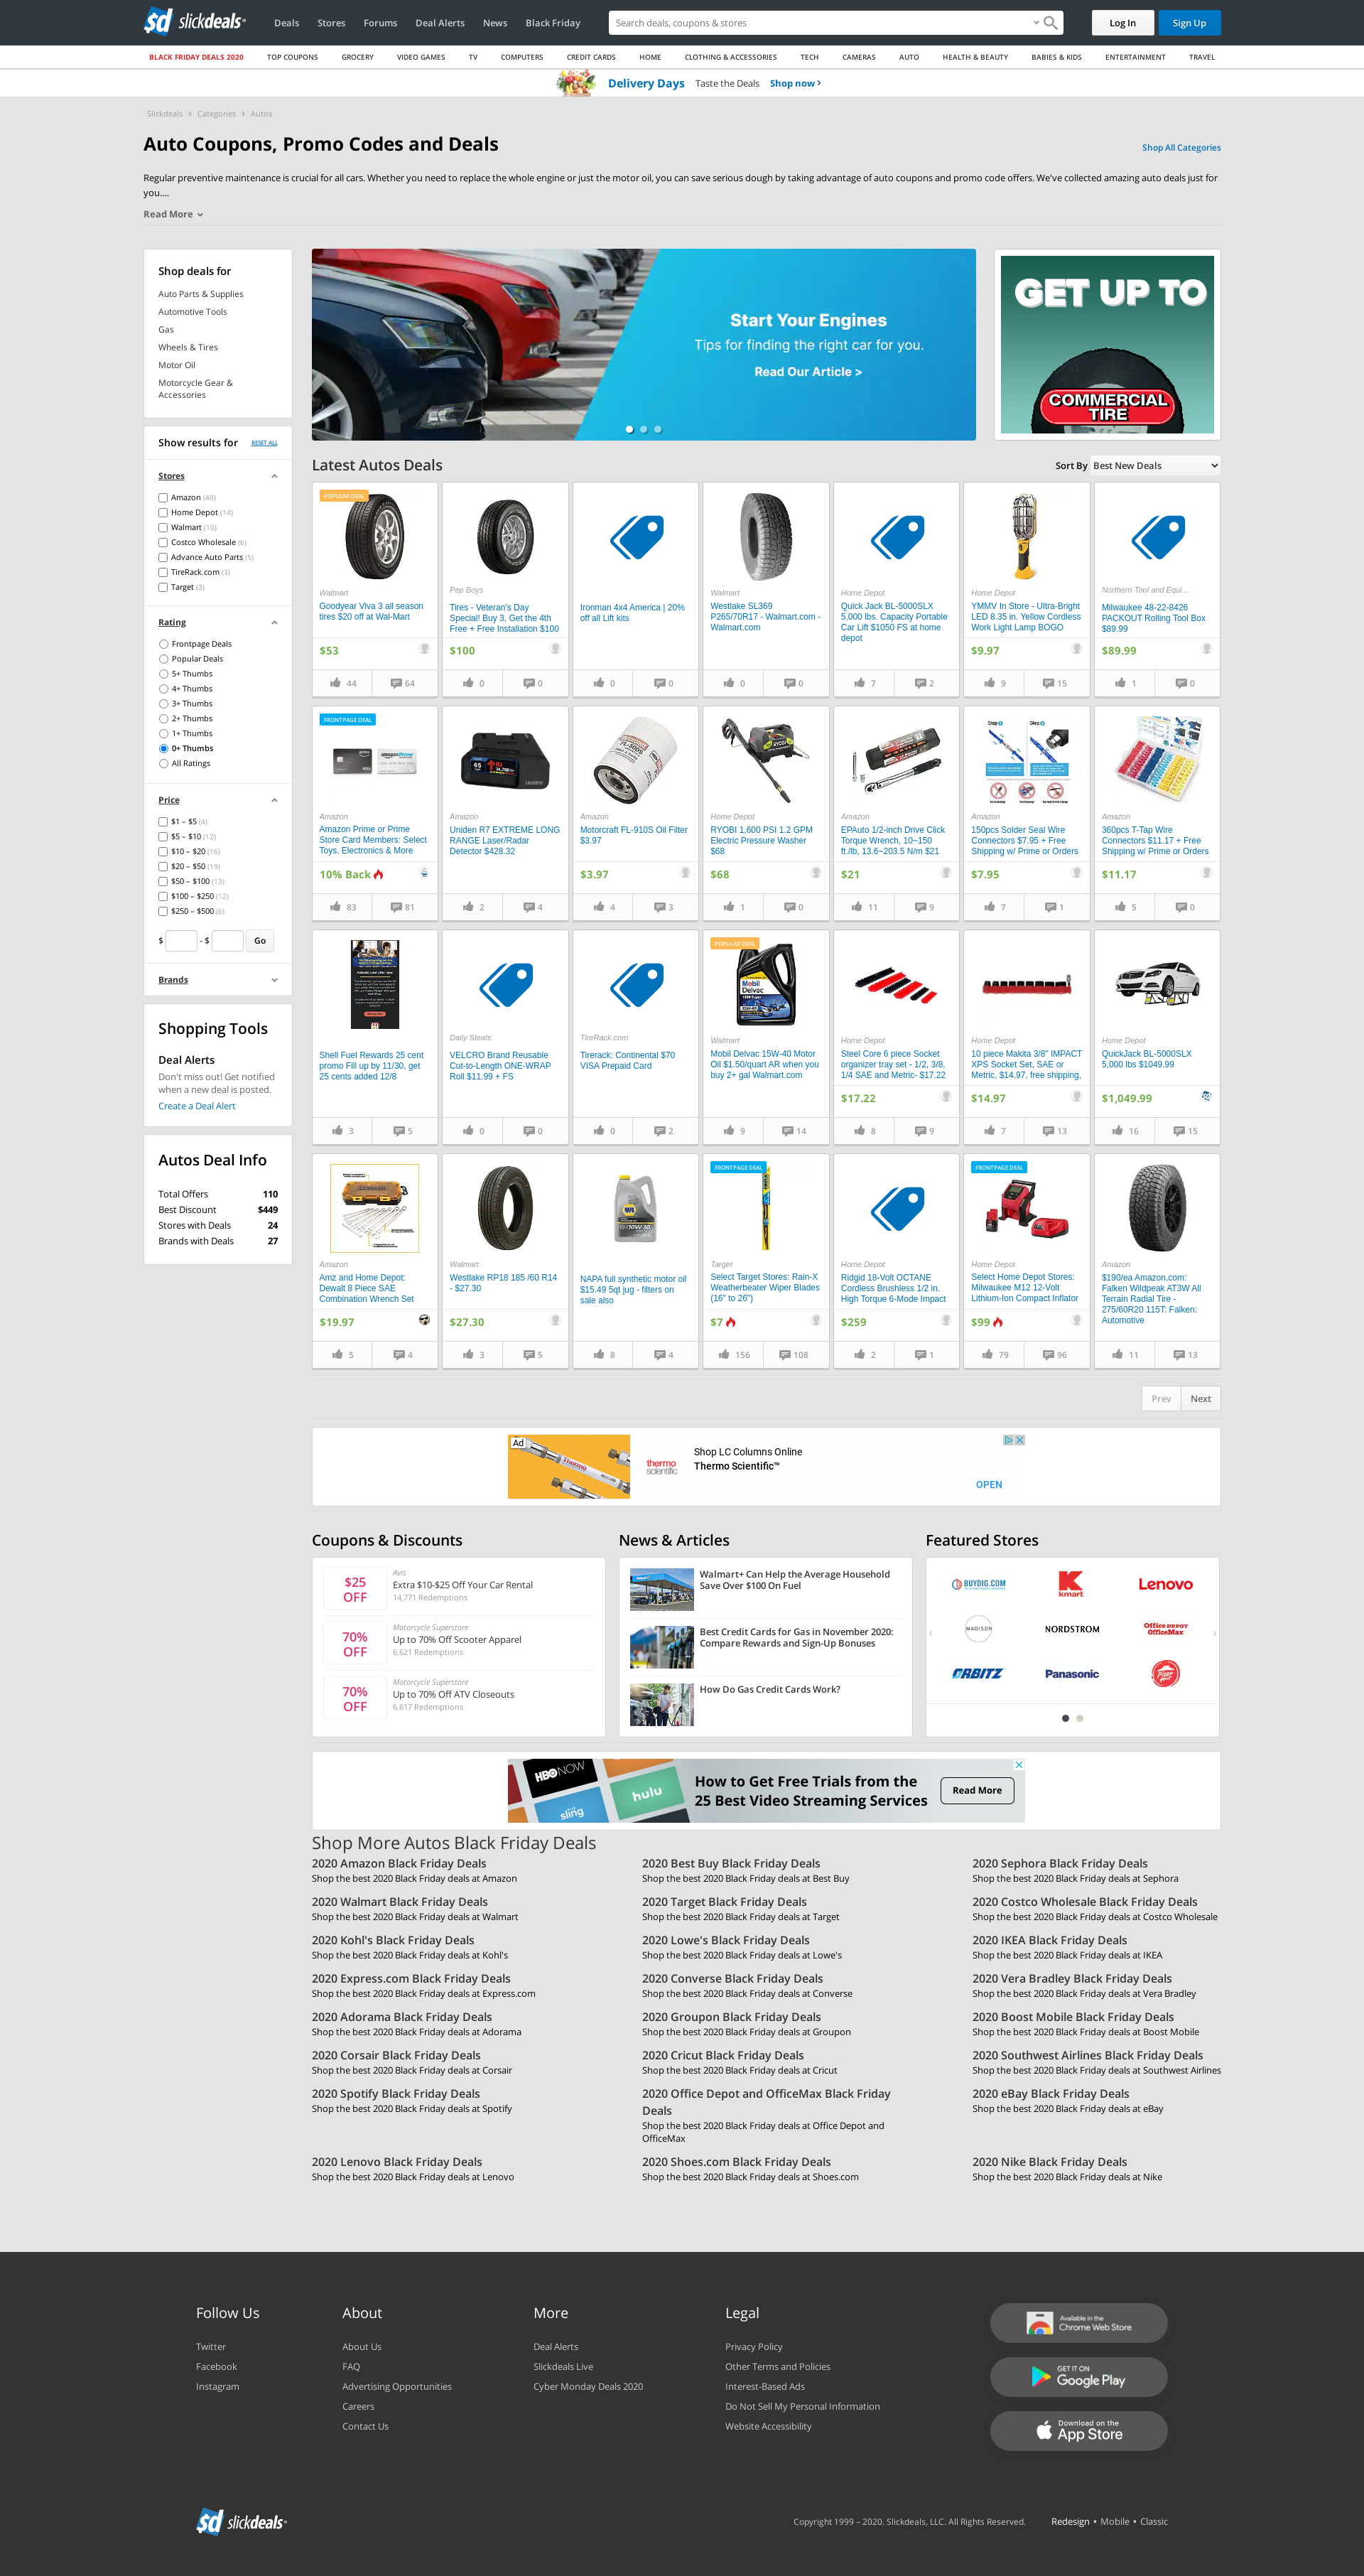 sd slickdeals
Deals Stores Forums Deal Alerts News Black Friday
Search deals, coupons & stores
Log In Sign Up
BLACK FRIDAY DEALS 2020 TOP COUPONS GROCERY VIDEO GAMES TV COMPUTERS CREDIT CARDS HOME CLOTHING & ACCESSORIES TECH CAMERAS AUTO HEALTH & BEAUTY BABIES & KIDS ENTERTAINMENT TRAVEL
Delivery Days Taste the Deals Shop now ›
Slickdeals › Categories › Autos
Auto Coupons, Promo Codes and Deals
Shop All Categories
Regular preventive maintenance is crucial for all cars. Whether you need to replace the whole engine or just the motor oil, you can save serious dough by taking advantage of auto coupons and promo code offers. We've collected amazing auto deals just for
you....
Read More
Shop deals for
Auto Parts & Supplies
Automotive Tools
Gas
Wheels & Tires
Motor Oil
Motorcycle Gear &
Accessories
Start Your Engines
Tips for finding the right car for you.
Read Our Article >
GET UP TO
COMMERCIAL
TIRE
Show results for RESET ALL
Stores
Amazon (40)
Home Depot (14)
Walmart (10)
Costco Wholesale (6)
Advance Auto Parts (5)
TireRack.com (3)
Target (3)
Rating
Frontpage Deals
Popular Deals
5+ Thumbs
4+ Thumbs
3+ Thumbs
2+ Thumbs
1+ Thumbs
0+ Thumbs
All Ratings
Price
$1 – $5 (4)
$5 – $10 (12)
$10 – $20 (16)
$20 – $50 (19)
$50 – $100 (13)
$100 – $250 (12)
$250 – $500 (6)
$ - $ Go
Brands
Shopping Tools
Deal Alerts
Don't miss out! Get notified
when a new deal is posted.
Create a Deal Alert
Autos Deal Info
Total Offers 110
Best Discount $449
Stores with Deals 24
Brands with Deals 27
Latest Autos Deals
Sort By Best New Deals
POPULAR DEAL
Walmart
Goodyear Viva 3 all season
tires $20 off at Wal-Mart
$53
44 64
Pep Boys
Tires - Veteran's Day
Special! Buy 3, Get the 4th
Free + Free Installation $100
$100
0 0
Ironman 4x4 America | 20%
off all Lift kits
0 0
Walmart
Westlake SL369
P265/70R17 - Walmart.com -
Walmart.com
0 0
Home Depot
Quick Jack BL-5000SLX
5,000 lbs. Capacity Portable
Car Lift $1050 FS at home
depot
7 2
Home Depot
YMMV In Store - Ultra-Bright
LED 8.35 in. Yellow Cordless
Work Light Lamp BOGO
$9.97
9 15
Northern Tool and Equi...
Milwaukee 48-22-8426
PACKOUT Rolling Tool Box
$89.99
$89.99
1 0
FRONTPAGE DEAL
Amazon
Amazon Prime or Prime
Store Card Members: Select
Toys, Electronics & More
10% Back
83 81
Amazon
Uniden R7 EXTREME LONG
RANGE Laser/Radar
Detector $428.32
2 4
Amazon
Motorcraft FL-910S Oil Filter
$3.97
$3.97
4 3
Home Depot
RYOBI 1,600 PSI 1.2 GPM
Electric Pressure Washer
$68
$68
1 0
Amazon
EPAuto 1/2-inch Drive Click
Torque Wrench, 10~150
ft./lb, 13.6~203.5 N/m $21
$21
11 9
Amazon
150pcs Solder Seal Wire
Connectors $7.95 + Free
Shipping w/ Prime or Orders
$7.95
7 1
Amazon
360pcs T-Tap Wire
Connectors $11.17 + Free
Shipping w/ Prime or Orders
$11.17
5 0
Shell Fuel Rewards 25 cent
promo Fill up by 11/30, get
25 cents added 12/8
3 5
Daily Steals
VELCRO Brand Reusable
Cut-to-Length ONE-WRAP
Roll $11.99 + FS
0 0
TireRack.com
Tirerack: Continental $70
VISA Prepaid Card
0 2
POPULAR DEAL
Walmart
Mobil Delvac 15W-40 Motor
Oil $1.50/quart AR when you
buy 2+ gal Walmart.com
9 14
Home Depot
Steel Core 6 piece Socket
organizer tray set - 1/2, 3/8,
1/4 SAE and Metric- $17.22
$17.22
8 9
Home Depot
10 piece Makita 3/8" IMPACT
XPS Socket Set, SAE or
Metric, $14.97, free shipping,
$14.97
7 13
Home Depot
QuickJack BL-5000SLX
5,000 lbs $1049.99
$1,049.99
16 15
Amazon
Amz and Home Depot:
Dewalt 8 Piece SAE
Combination Wrench Set
$19.97
5 4
Walmart
Westlake RP18 185 /60 R14
- $27.30
$27.30
3 5
NAPA full synthetic motor oil
$15.49 5qt jug - filters on
sale also
8 4
FRONTPAGE DEAL
Target
Select Target Stores: Rain-X
Weatherbeater Wiper Blades
(16" to 26")
$7
156 108
Home Depot
Ridgid 18-Volt OCTANE
Cordless Brushless 1/2 in.
High Torque 6-Mode Impact
$259
2 1
FRONTPAGE DEAL
Home Depot
Select Home Depot Stores:
Milwaukee M12 12-Volt
Lithium-Ion Compact Inflator
$99
79 96
Amazon
$190/ea Amazon.com:
Falken Wildpeak AT3W All
Terrain Radial Tire -
275/60R20 115T: Falken:
Automotive
11 13
Prev Next
Ad
thermo
scientific
Shop LC Columns Online
Thermo Scientific™
OPEN
Coupons & Discounts
$25
OFF
Avis
Extra $10-$25 Off Your Car Rental
14,771 Redemptions
70%
OFF
Motorcycle Superstore
Up to 70% Off Scooter Apparel
6,621 Redemptions
70%
OFF
Motorcycle Superstore
Up to 70% Off ATV Closeouts
6,617 Redemptions
News & Articles
Walmart+ Can Help the Average Household
Save Over $100 On Fuel
Best Credit Cards for Gas in November 2020:
Compare Rewards and Sign-Up Bonuses
How Do Gas Credit Cards Work?
Featured Stores
BUYDIG.COM kmart Lenovo
MADISON NORDSTROM Office DEPOT
OfficeMax
ORBITZ Panasonic Pizza Hut
HBO NOW
sling
hulu
How to Get Free Trials from the
25 Best Video Streaming Services
Read More
Shop More Autos Black Friday Deals
2020 Amazon Black Friday Deals
Shop the best 2020 Black Friday deals at Amazon
2020 Best Buy Black Friday Deals
Shop the best 2020 Black Friday deals at Best Buy
2020 Sephora Black Friday Deals
Shop the best 2020 Black Friday deals at Sephora
2020 Walmart Black Friday Deals
Shop the best 2020 Black Friday deals at Walmart
2020 Target Black Friday Deals
Shop the best 2020 Black Friday deals at Target
2020 Costco Wholesale Black Friday Deals
Shop the best 2020 Black Friday deals at Costco Wholesale
2020 Kohl's Black Friday Deals
Shop the best 2020 Black Friday deals at Kohl's
2020 Lowe's Black Friday Deals
Shop the best 2020 Black Friday deals at Lowe's
2020 IKEA Black Friday Deals
Shop the best 2020 Black Friday deals at IKEA
2020 Express.com Black Friday Deals
Shop the best 2020 Black Friday deals at Express.com
2020 Converse Black Friday Deals
Shop the best 2020 Black Friday deals at Converse
2020 Vera Bradley Black Friday Deals
Shop the best 2020 Black Friday deals at Vera Bradley
2020 Adorama Black Friday Deals
Shop the best 2020 Black Friday deals at Adorama
2020 Groupon Black Friday Deals
Shop the best 2020 Black Friday deals at Groupon
2020 Boost Mobile Black Friday Deals
Shop the best 2020 Black Friday deals at Boost Mobile
2020 Corsair Black Friday Deals
Shop the best 2020 Black Friday deals at Corsair
2020 Cricut Black Friday Deals
Shop the best 2020 Black Friday deals at Cricut
2020 Southwest Airlines Black Friday Deals
Shop the best 2020 Black Friday deals at Southwest Airlines
2020 Spotify Black Friday Deals
Shop the best 2020 Black Friday deals at Spotify
2020 Office Depot and OfficeMax Black Friday
Deals
Shop the best 2020 Black Friday deals at Office Depot and
OfficeMax
2020 eBay Black Friday Deals
Shop the best 2020 Black Friday deals at eBay
2020 Lenovo Black Friday Deals
Shop the best 2020 Black Friday deals at Lenovo
2020 Shoes.com Black Friday Deals
Shop the best 2020 Black Friday deals at Shoes.com
2020 Nike Black Friday Deals
Shop the best 2020 Black Friday deals at Nike
Follow Us
Twitter
Facebook
Instagram
About
About Us
FAQ
Advertising Opportunities
Careers
Contact Us
More
Deal Alerts
Slickdeals Live
Cyber Monday Deals 2020
Legal
Privacy Policy
Other Terms and Policies
Interest-Based Ads
Do Not Sell My Personal Information
Website Accessibility
Available in the
Chrome Web Store
GET IT ON
Google Play
Download on the
App Store
sd slickdeals
Copyright 1999 – 2020. Slickdeals, LLC. All Rights Reserved.
Redesign • Mobile • Classic